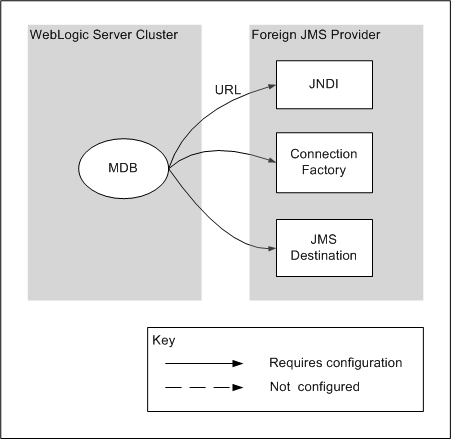 WebLogic Server Cluster
Foreign JMS Provider
URL
JNDI
MDB
Connection
Factory
JMS
Destination
Key
Requires configuration
Not configured